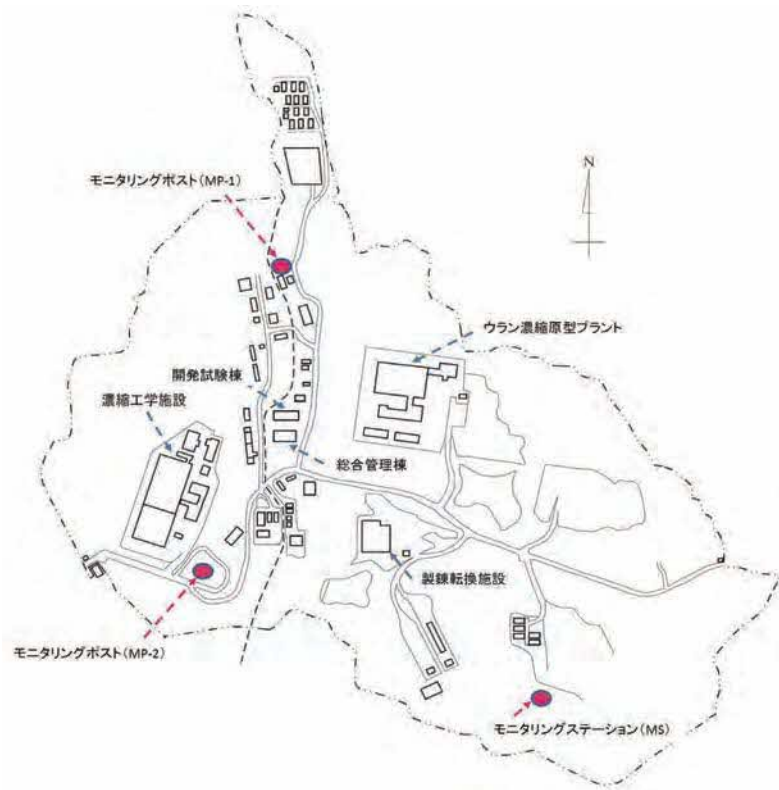 モニタリングポスト(MP-1)
N
ウラン濃縮原型プラント
開発試験棟
濃縮工学施設
総合管理棟
製錬転換施設
モニタリングポスト(MP-2)
モニタリングステーション(MS)